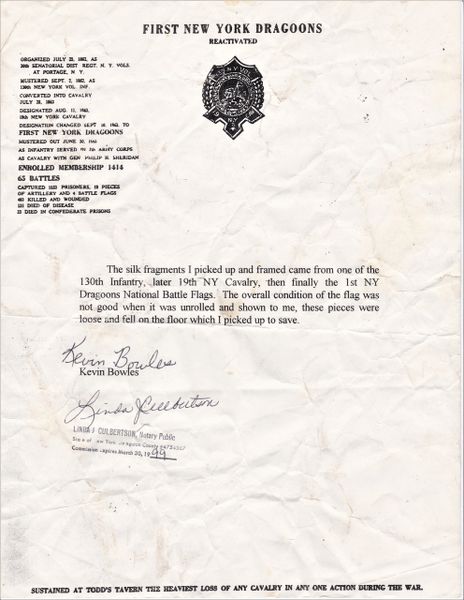 FIRST NEW YORK DRAGOONS
REACTIVATED
ORGANIZED JULY 25, 1862, AS
30th SENATORIAL DIST REGT. N. Y. VOLS.
AT PORTAGE, N. Y.
MUSTERED SEPT. 2, 1862, AS
130th NEW YORK VOL. INF.
CONVERTED INTO CAVALRY
JULY 28, 1863
DESIGNATED AUG. 11, 1863,
19th NEW YORK CAVALRY
DESIGNATION CHANGED SEPT 10, 1863, TO
FIRST NEW YORK DRAGOONS
MUSTERED OUT JUNE 30, 1865
AS INFANTRY SERVED IN 7th ARMY CORPS
AS CAVALRY WITH GEN PHILIP H. SHERIDAN
ENROLLED MEMBERSHIP 1414
65 BATTLES
CAPTURED 1533 PRISONERS, 19 PIECES
OF ARTILLERY AND 4 BATTLE FLAGS
KILLED AND WOUNDED
DIED OF DISEASE
DIED IN CONFEDERATE PRISONS
The silk fragments I picked up and framed came from one of the
130th Infantry, later 19th NY Cavalry, then finally the 1st NY
Dragoons National Battle Flags. The overall condition of the flag was
not good when it was unrolled and shown to me, these pieces were
loose and fell on the floor which I picked up to save.
Kevin Bowles
Kevin Bowles
Linda J Culbertson
LINDA J CULBERTSON, Notary Public
State of New York, County
Commission Expires March 30, 1999
SUSTAINED AT TODD'S TAVERN THE HEAVIEST LOSS OF ANY CAVALRY IN ANY ONE ACTION DURING THE WAR.